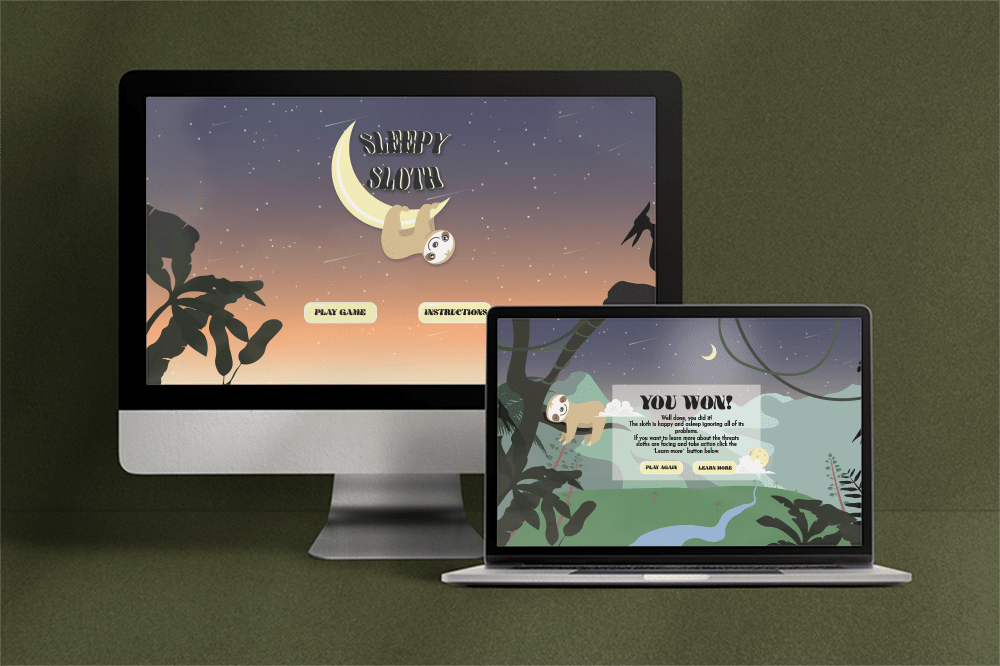 SLEEPY
SLOTH
PLAY GAME
INSTRUCTIONS
YOU WON!
Well done, you did it!
The sloth is happy and asleep ignoring all of its
problems.
If you want to learn more about the threats
sloths are facing and take action click the
'Learn more' button below.
PLAY AGAIN
LEARN MORE